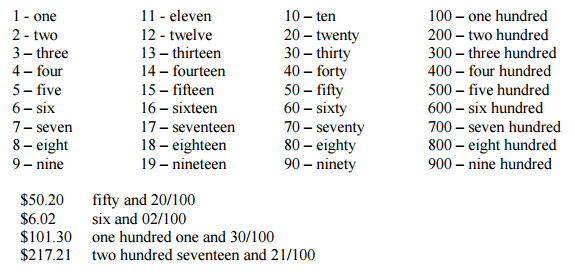 1 - one 11 - eleven 10 – ten 100 – one hundred
2 - two 12 - twelve 20 – twenty 200 – two hundred
3 – three 13 – thirteen 30 – thirty 300 – three hundred
4 – four 14 – fourteen 40 – forty 400 – four hundred
5 – five 15 – fifteen 50 – fifty 500 – five hundred
6 – six 16 – sixteen 60 – sixty 600 – six hundred
7 – seven 17 – seventeen 70 – seventy 700 – seven hundred
8 – eight 18 – eighteen 80 – eighty 800 – eight hundred
9 – nine 19 – nineteen 90 – ninety 900 – nine hundred
$50.20 fifty and 20/100
$6.02 six and 02/100
$101.30 one hundred one and 30/100
$217.21 two hundred seventeen and 21/100